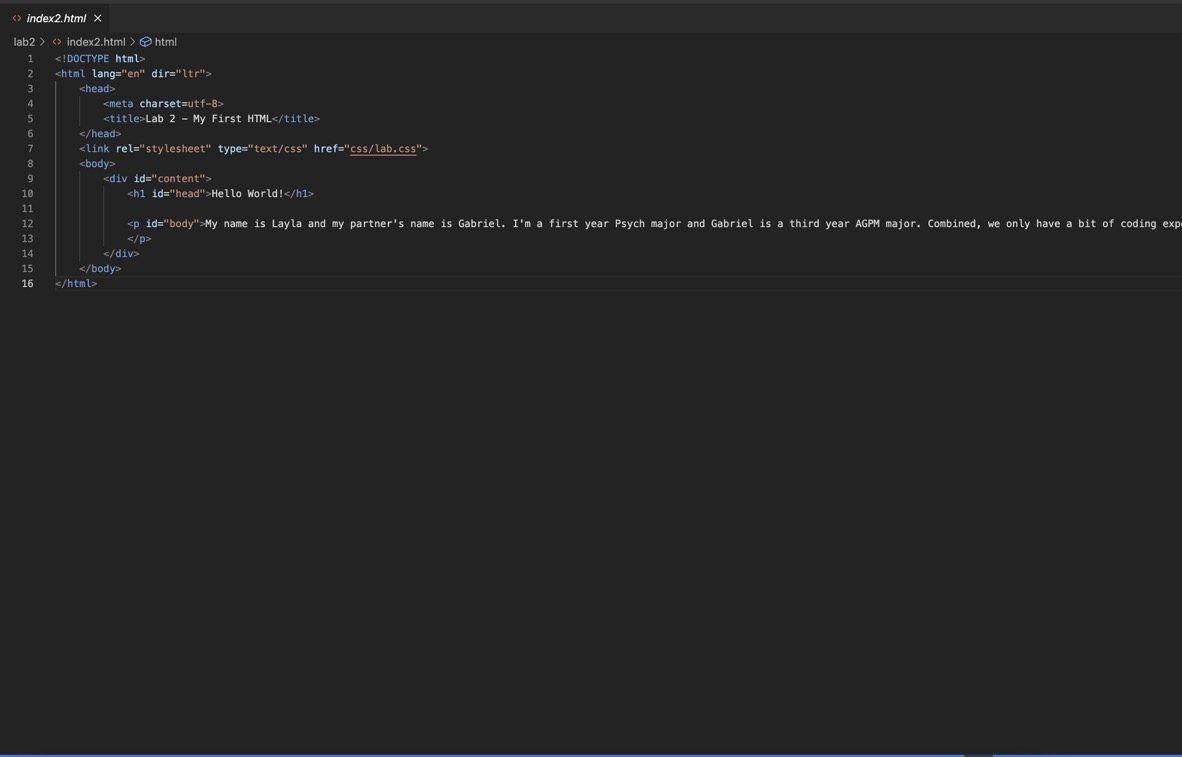 index2.html
lab2 > index2.html > html
1 <!DOCTYPE html>
2 <html lang="en" dir="ltr">
3 <head>
4 <meta charset=utf-8>
5 <title>Lab 2 - My First HTML</title>
6 </head>
7 <link rel="stylesheet" type="text/css" href="css/lab.css">
8 <body>
9 <div id="content">
10 <h1 id="head">Hello World!</h1>
11
12 <p id="body">My name is Layla and my partner's name is Gabriel. I'm a first year Psych major and Gabriel is a third year AGPM major. Combined, we only have a bit of coding exp
13 </p>
14 </div>
15 </body>
16 </html>